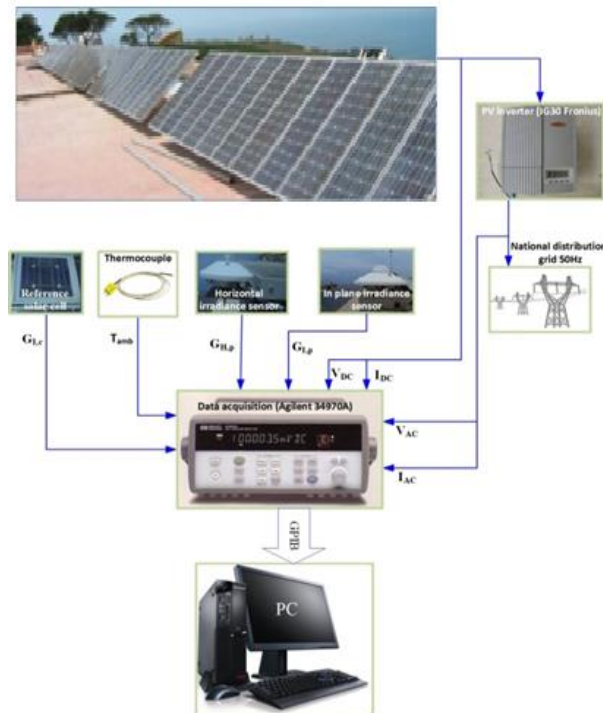 PV inverter (IG30 Fronius)
National distribution
grid 50Hz
Reference
solar cell
Thermocouple
Horizontal
irradiance sensor
In plane irradiance
sensor
G_I,c
T_amb
G_H,p
G_I,p
V_DC
I_DC
Data acquisition (Agilent 34970A)
V_AC
I_AC
GPIB
PC